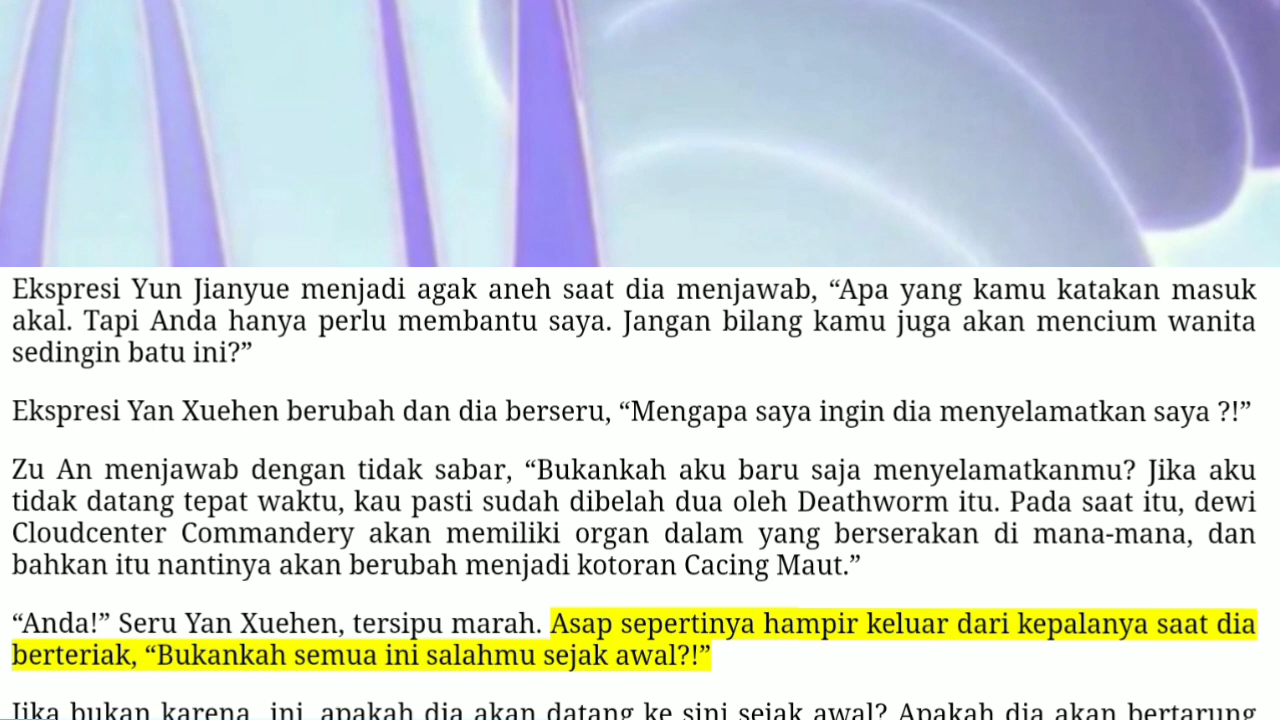 Ekspresi Yun Jianyue menjadi agak aneh saat dia menjawab, “Apa yang kamu katakan masuk
akal. Tapi Anda hanya perlu membantu saya. Jangan bilang kamu juga akan mencium wanita
sedingin batu ini?”
Ekspresi Yan Xuehen berubah dan dia berseru, “Mengapa saya ingin dia menyelamatkan saya ?!”
Zu An menjawab dengan tidak sabar, “Bukankah aku baru saja menyelamatkanmu? Jika aku
tidak datang tepat waktu, kau pasti sudah dibelah dua oleh Deathworm itu. Pada saat itu, dewi
Cloudcenter Commandery akan memiliki organ dalam yang berserakan di mana-mana, dan
bahkan itu nantinya akan berubah menjadi kotoran Cacing Maut.”
“Anda!” Seru Yan Xuehen, tersipu marah. Asap sepertinya hampir keluar dari kepalanya saat dia
berteriak, “Bukankah semua ini salahmu sejak awal?!”
Jika bukan karena  ini, apakah dia akan datang ke sini sejak awal? Apakah dia akan bertarung